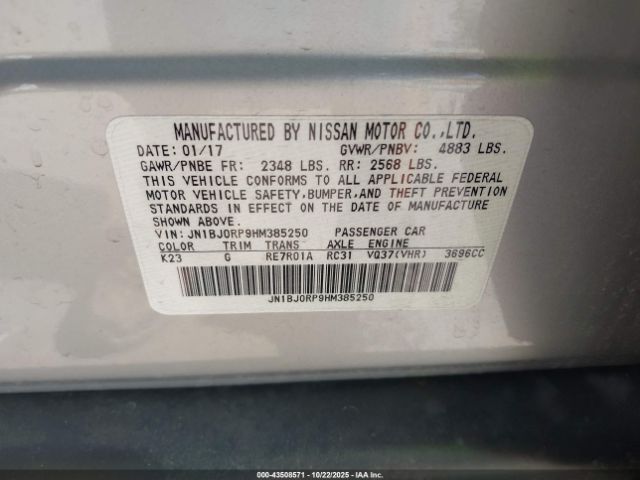 MANUFACTURED BY NISSAN MOTOR CO.,LTD.
DATE: 01/17 GVWR/PNBV: 4883 LBS.
GAWR/PNBE FR: 2348 LBS. RR: 2568 LBS.
THIS VEHICLE CONFORMS TO ALL APPLICABLE FEDERAL
MOTOR VEHICLE SAFETY, BUMPER, AND THEFT PREVENTION
STANDARDS IN EFFECT ON THE DATE OF MANUFACTURE
SHOWN ABOVE.
VIN: JN1BJ0RP9HM385250 PASSENGER CAR
COLOR TRIM TRANS AXLE ENGINE
K23 G RE7R01A RC31 VQ37(VHR) 3696CC
JN1BJ0RP9HM385250
000-43508571 • 10/22/2025 • IAA Corp.